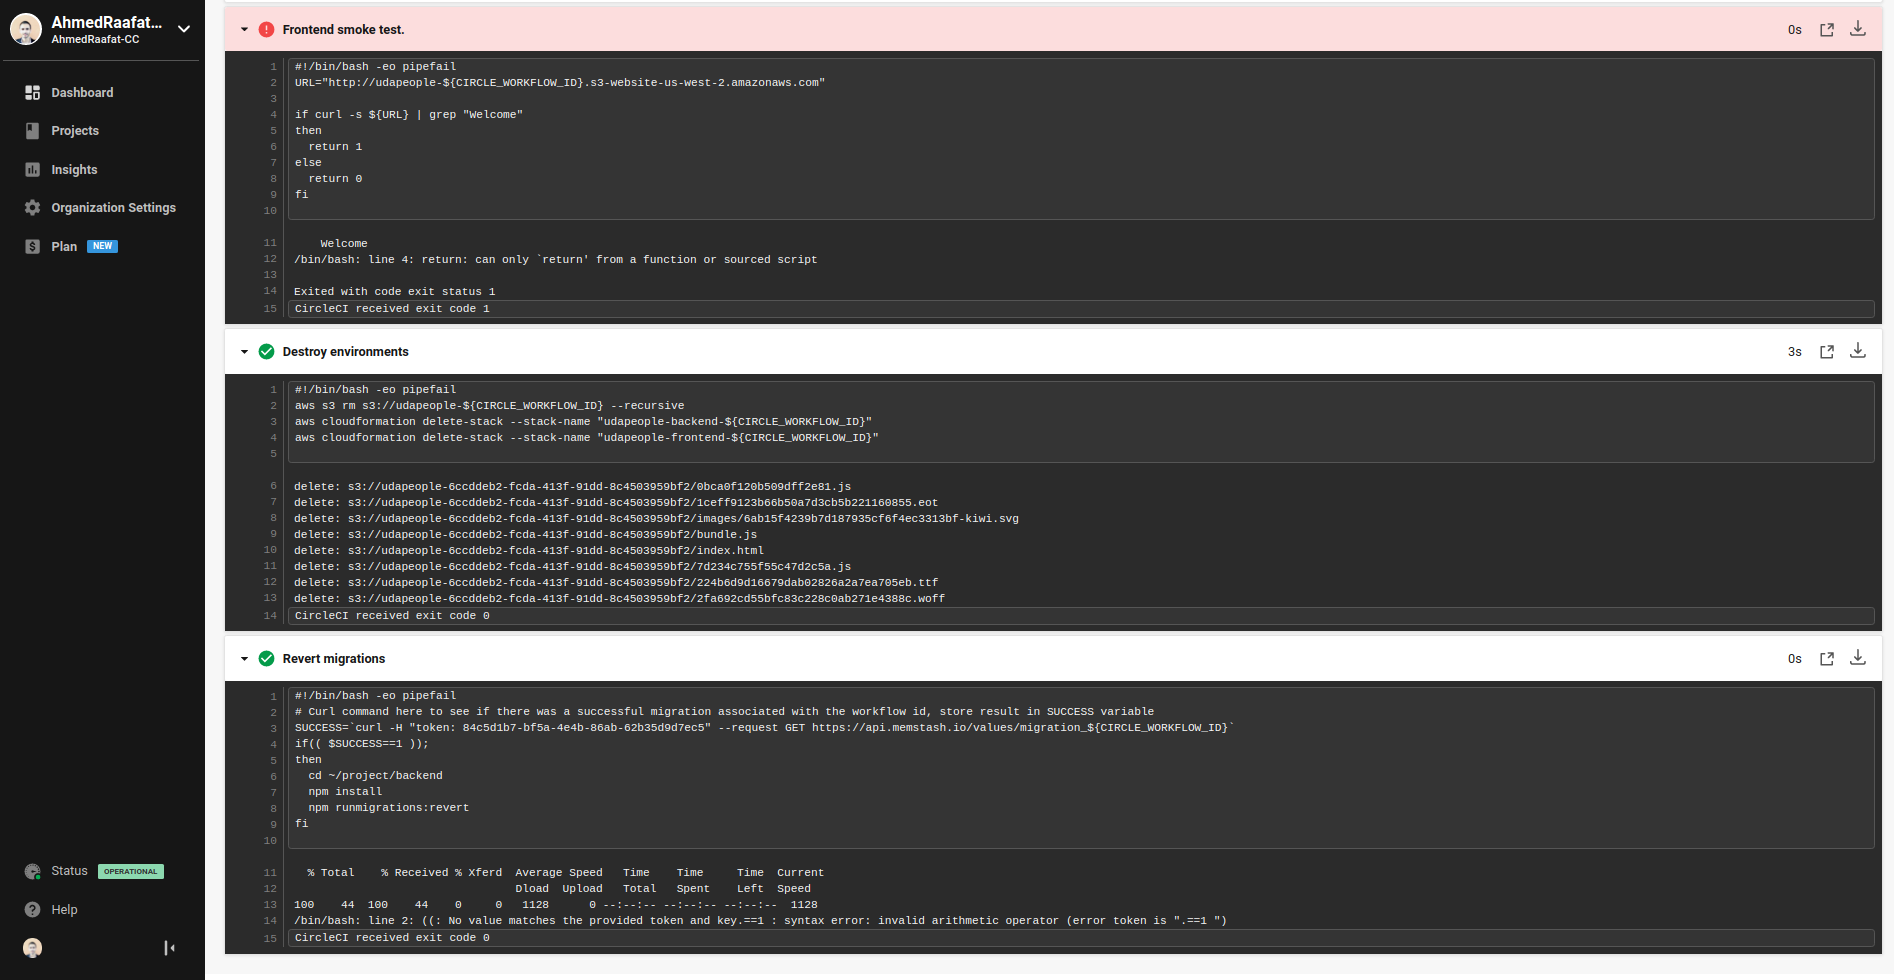 AhmedRaafat...
AhmedRaafat-CC
Dashboard
Projects
Insights
Organization Settings
Plan NEW
Status OPERATIONAL
Help
Frontend smoke test.
0s
1 #!/bin/bash -eo pipefail
2 URL="http://udapeople-${CIRCLE_WORKFLOW_ID}.s3-website-us-west-2.amazonaws.com"
3
4 if curl -s ${URL} | grep "Welcome"
5 then
6   return 1
7 else
8   return 0
9 fi
10
11     Welcome
12 /bin/bash: line 4: return: can only `return' from a function or sourced script
13
14 Exited with code exit status 1
15 CircleCI received exit code 1
Destroy environments
3s
1 #!/bin/bash -eo pipefail
2 aws s3 rm s3://udapeople-${CIRCLE_WORKFLOW_ID} --recursive
3 aws cloudformation delete-stack --stack-name "udapeople-backend-${CIRCLE_WORKFLOW_ID}"
4 aws cloudformation delete-stack --stack-name "udapeople-frontend-${CIRCLE_WORKFLOW_ID}"
5
6 delete: s3://udapeople-6ccddeb2-fcda-413f-91dd-8c4503959bf2/0bca0f120b509dff2e81.js
7 delete: s3://udapeople-6ccddeb2-fcda-413f-91dd-8c4503959bf2/1ceff9123b66b50a7d3cb5b221160855.eot
8 delete: s3://udapeople-6ccddeb2-fcda-413f-91dd-8c4503959bf2/images/6ab15f4239b7d187935cf6f4ec3313bf-kiwi.svg
9 delete: s3://udapeople-6ccddeb2-fcda-413f-91dd-8c4503959bf2/bundle.js
10 delete: s3://udapeople-6ccddeb2-fcda-413f-91dd-8c4503959bf2/index.html
11 delete: s3://udapeople-6ccddeb2-fcda-413f-91dd-8c4503959bf2/7d234c755f55c47d2c5a.js
12 delete: s3://udapeople-6ccddeb2-fcda-413f-91dd-8c4503959bf2/224b6d9d16679dab02826a2a7ea705eb.ttf
13 delete: s3://udapeople-6ccddeb2-fcda-413f-91dd-8c4503959bf2/2fa692cd55bfc83c228c0ab271e4388c.woff
14 CircleCI received exit code 0
Revert migrations
0s
1 #!/bin/bash -eo pipefail
2 # Curl command here to see if there was a successful migration associated with the workflow id, store result in SUCCESS variable
3 SUCCESS=`curl -H "token: 84c5d1b7-bf5a-4e4b-86ab-62b35d9d7ec5" --request GET https://api.memstash.io/values/migration_${CIRCLE_WORKFLOW_ID}`
4 if(( $SUCCESS==1 ));
5 then
6   cd ~/project/backend
7   npm install
8   npm runmigrations:revert
9 fi
10
11   % Total    % Received % Xferd  Average Speed   Time    Time     Time  Current
12                                  Dload  Upload   Total   Spent    Left  Speed
13 100    44  100    44    0     0   1128      0 --:--:-- --:--:-- --:--:--  1128
14 /bin/bash: line 2: ((: No value matches the provided token and key.==1 : syntax error: invalid arithmetic operator (error token is ".==1 ")
15 CircleCI received exit code 0